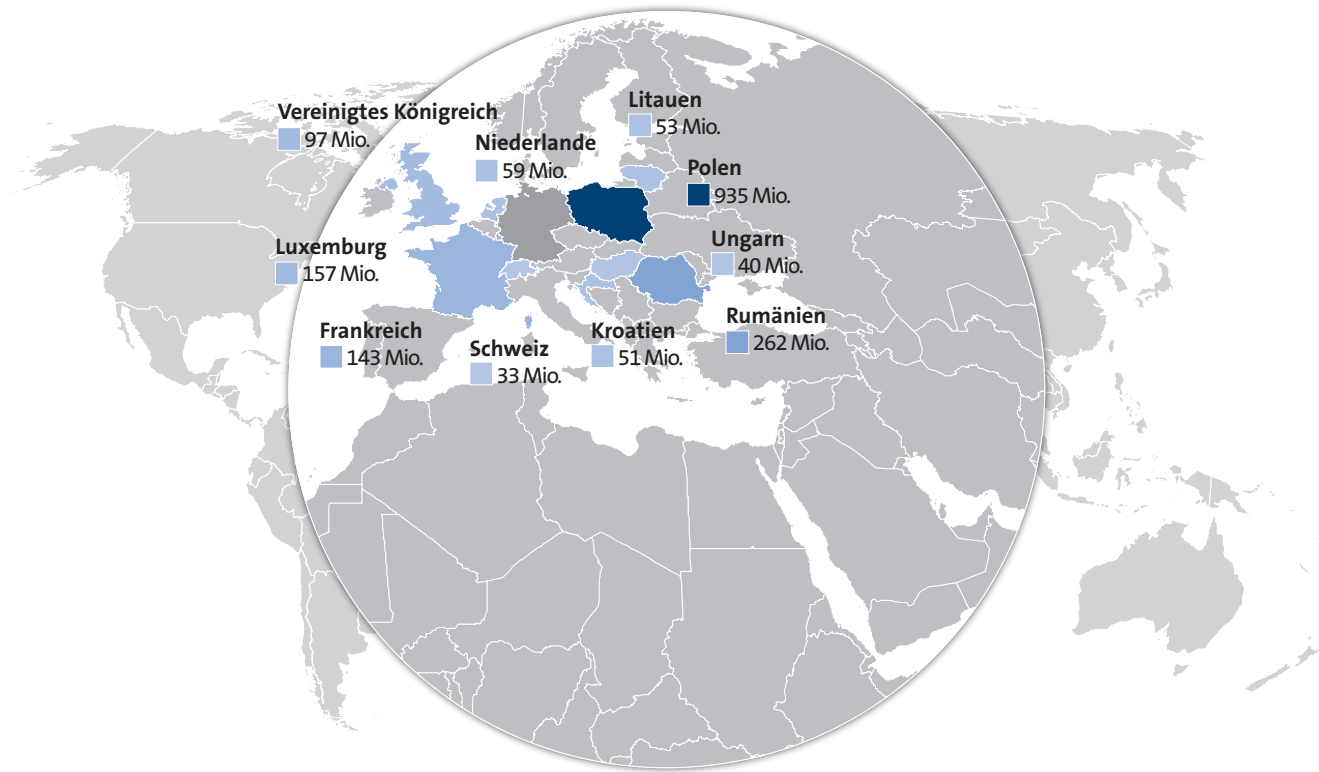 Vereinigtes Königreich
97 Mio.
Niederlande
59 Mio.
Litauen
53 Mio.
Polen
935 Mio.
Luxemburg
157 Mio.
Ungarn
40 Mio.
Frankreich
143 Mio.
Schweiz
33 Mio.
Kroatien
51 Mio.
Rumänien
262 Mio.